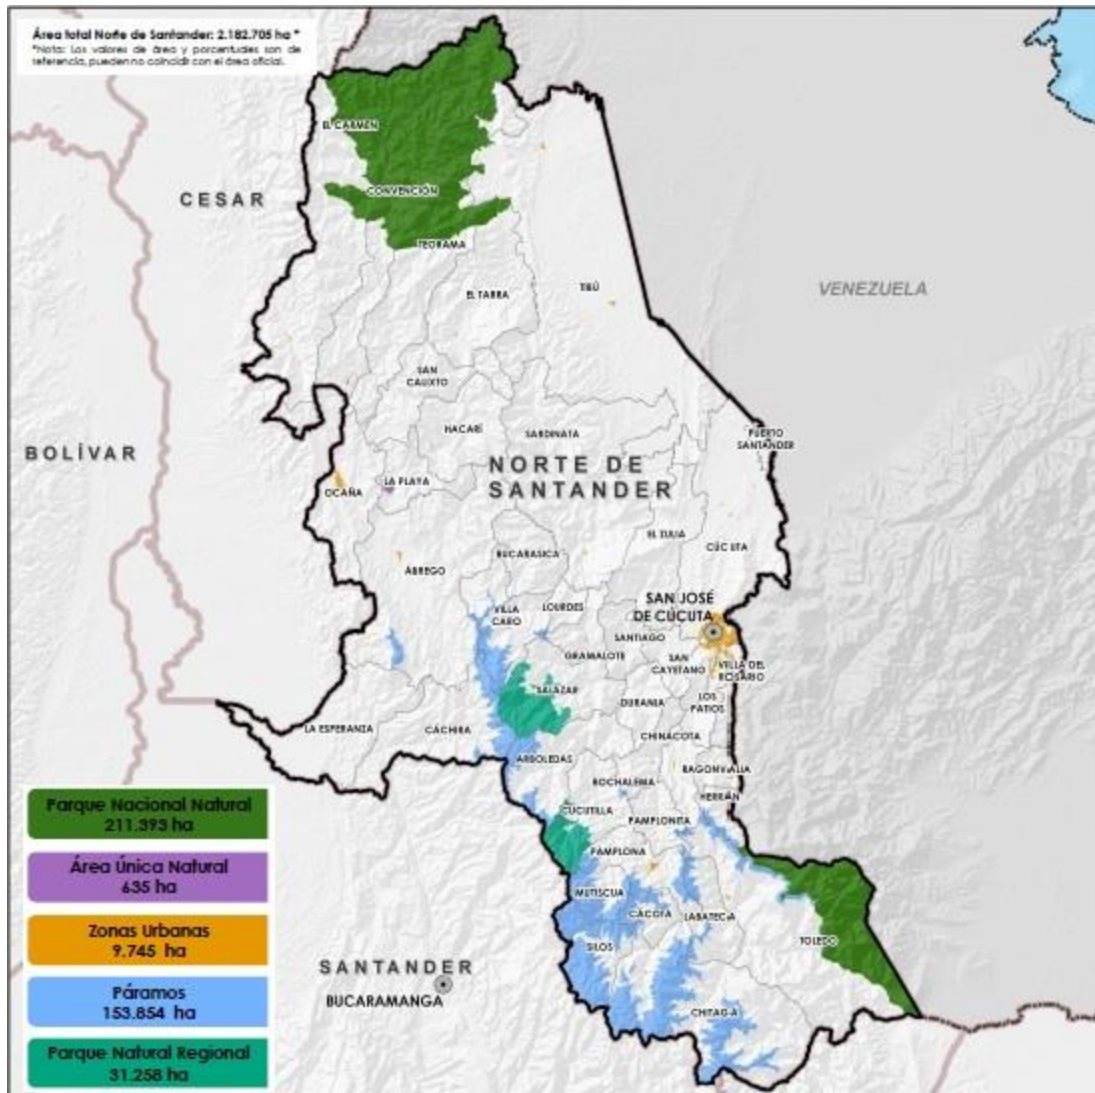 Área total Norte de Santander: 2.182.705 ha *
*Nota: Los valores de área y porcentuales son de
referencia, pueden no coincidir con el área oficial.
EL CARMEN
CESAR
CONVENCIÓN
TEORAMA
EL TARRA
TIBÚ
VENEZUELA
SAN
CALIXTO
HACARÍ
SARDINATA
PUERTO
SANTANDER
BOLÍVAR
NORTE DE
SANTANDER
LA PLAYA
OCAÑA
EL ZULIA
CÚCUTA
BUCARASICA
ÁBREGO
SAN JOSÉ
DE CÚCUTA
VILLA
CARO
LOURDES
SANTIAGO
GRAMALOTE
SAN
CAYETANO
VILLA DEL
ROSARIO
SALAZAR
DURANIA
LOS
PATIOS
LA ESPERANZA
CÁCHIRA
CHINÁCOTA
ARBOLEDAS
RAGONVALIA
BOCHALEMA
HERRÁN
CUCUTILLA
PAMPLONITA
PAMPLONA
MUTISCUA
CÁCOTA
LABATECA
SILOS
TOLEDO
CHITAGÁ
SANTANDER
BUCARAMANGA
Parque Nacional Natural
211.393 ha
Área Única Natural
635 ha
Zonas Urbanas
9.745 ha
Páramos
153.854 ha
Parque Natural Regional
31.258 ha